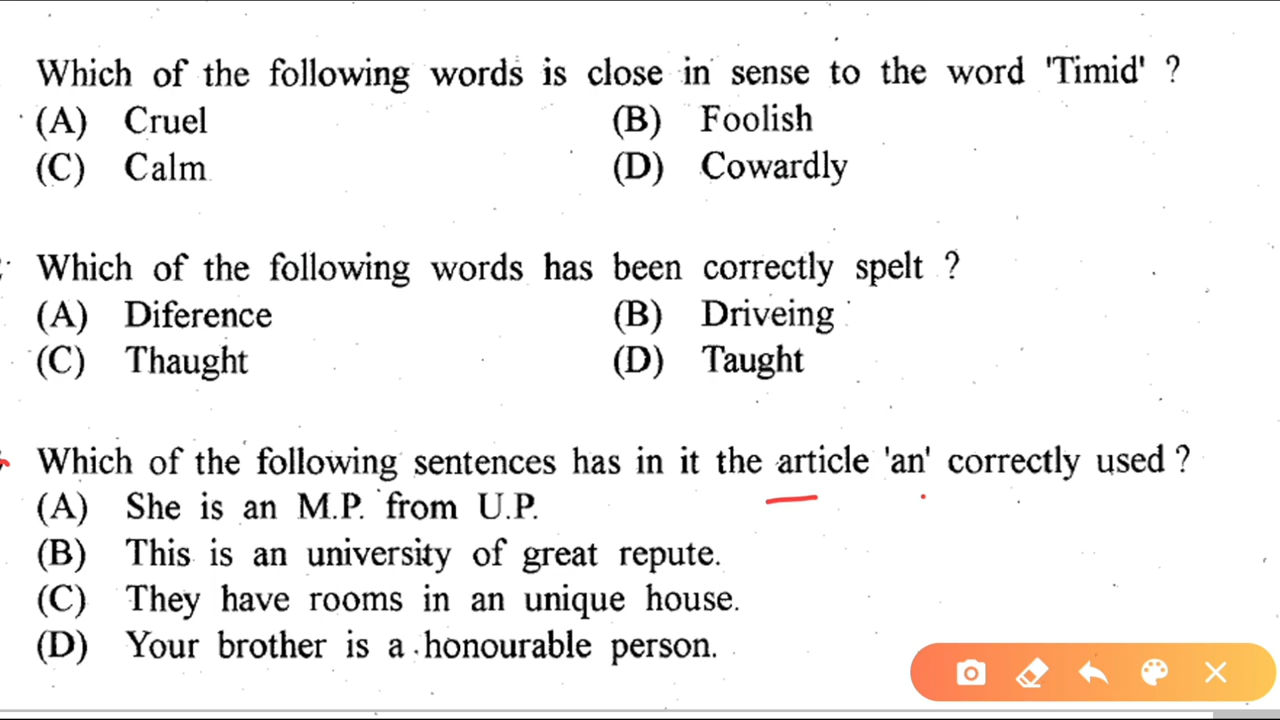 Which of the following words is close in sense to the word 'Timid' ?
(A) Cruel (B) Foolish
(C) Calm (D) Cowardly
Which of the following words has been correctly spelt ?
(A) Diference (B) Driveing
(C) Thaught (D) Taught
Which of the following sentences has in it the article 'an' correctly used ?
(A) She is an M.P. from U.P.
(B) This is an university of great repute.
(C) They have rooms in an unique house.
(D) Your brother is a honourable person.